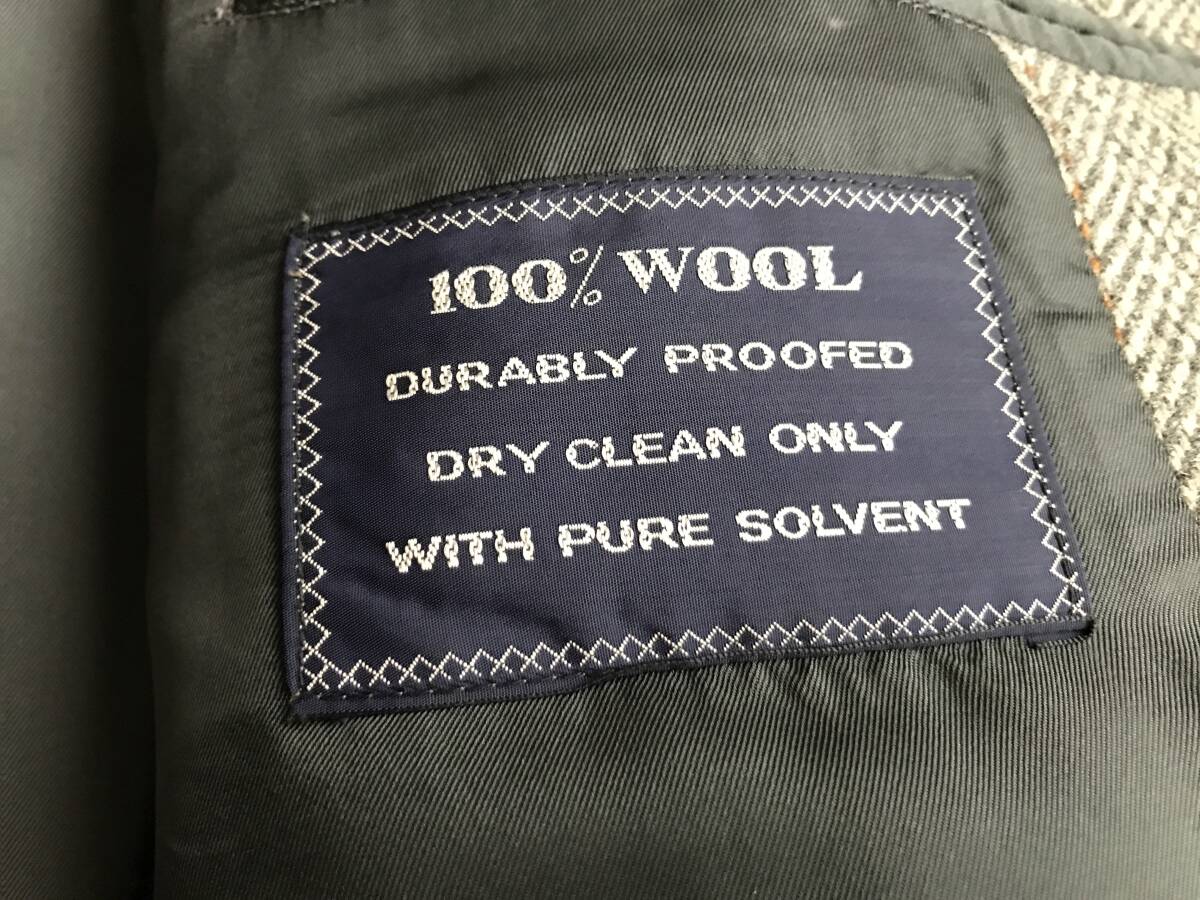 100% WOOL
DURABLY PROOFED
DRY CLEAN ONLY
WITH PURE SOLVENT